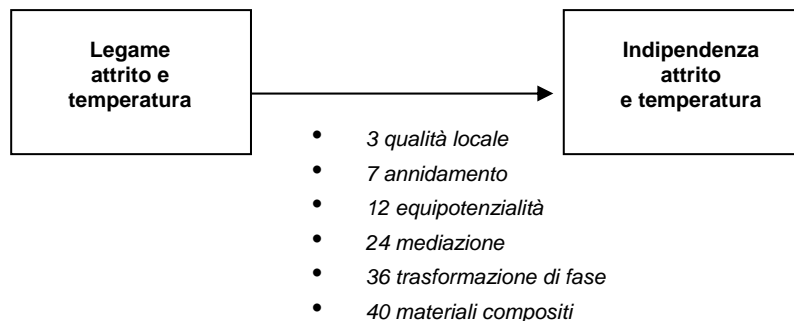 Legame
attrito e
temperatura
Indipendenza
attrito
e temperatura
• 3 qualità locale
• 7 annidamento
• 12 equipotenzialità
• 24 mediazione
• 36 trasformazione di fase
• 40 materiali compositi